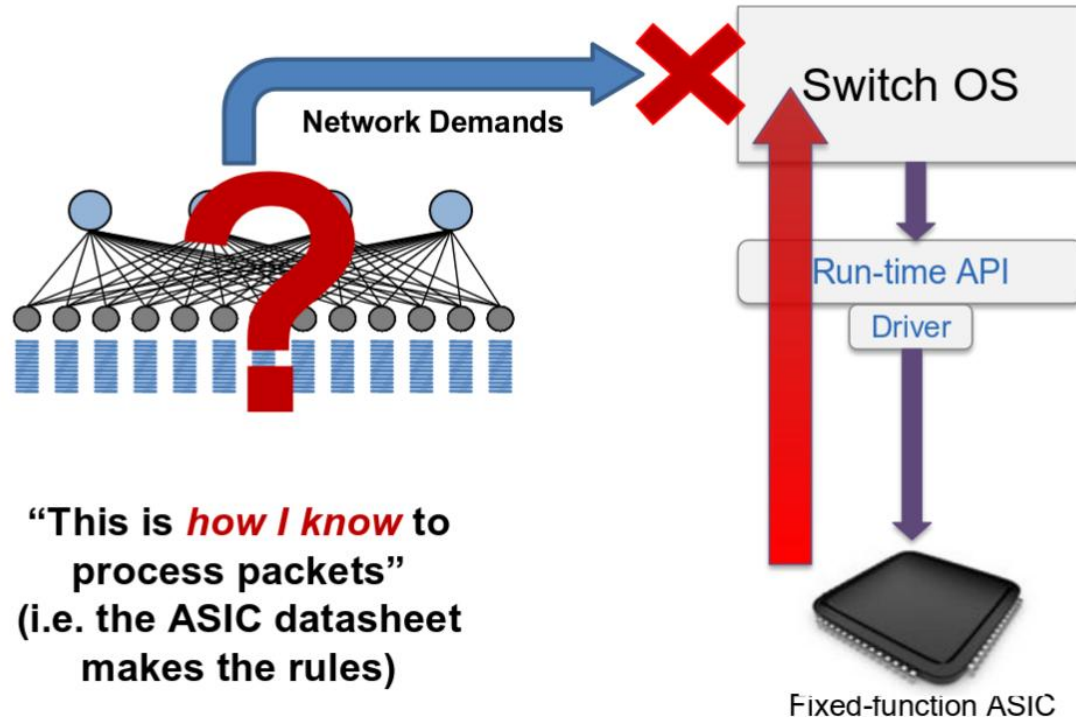 Switch OS
Network Demands
?
Run-time API
Driver
“This is how I know to
process packets”
(i.e. the ASIC datasheet
makes the rules)
Fixed-function ASIC